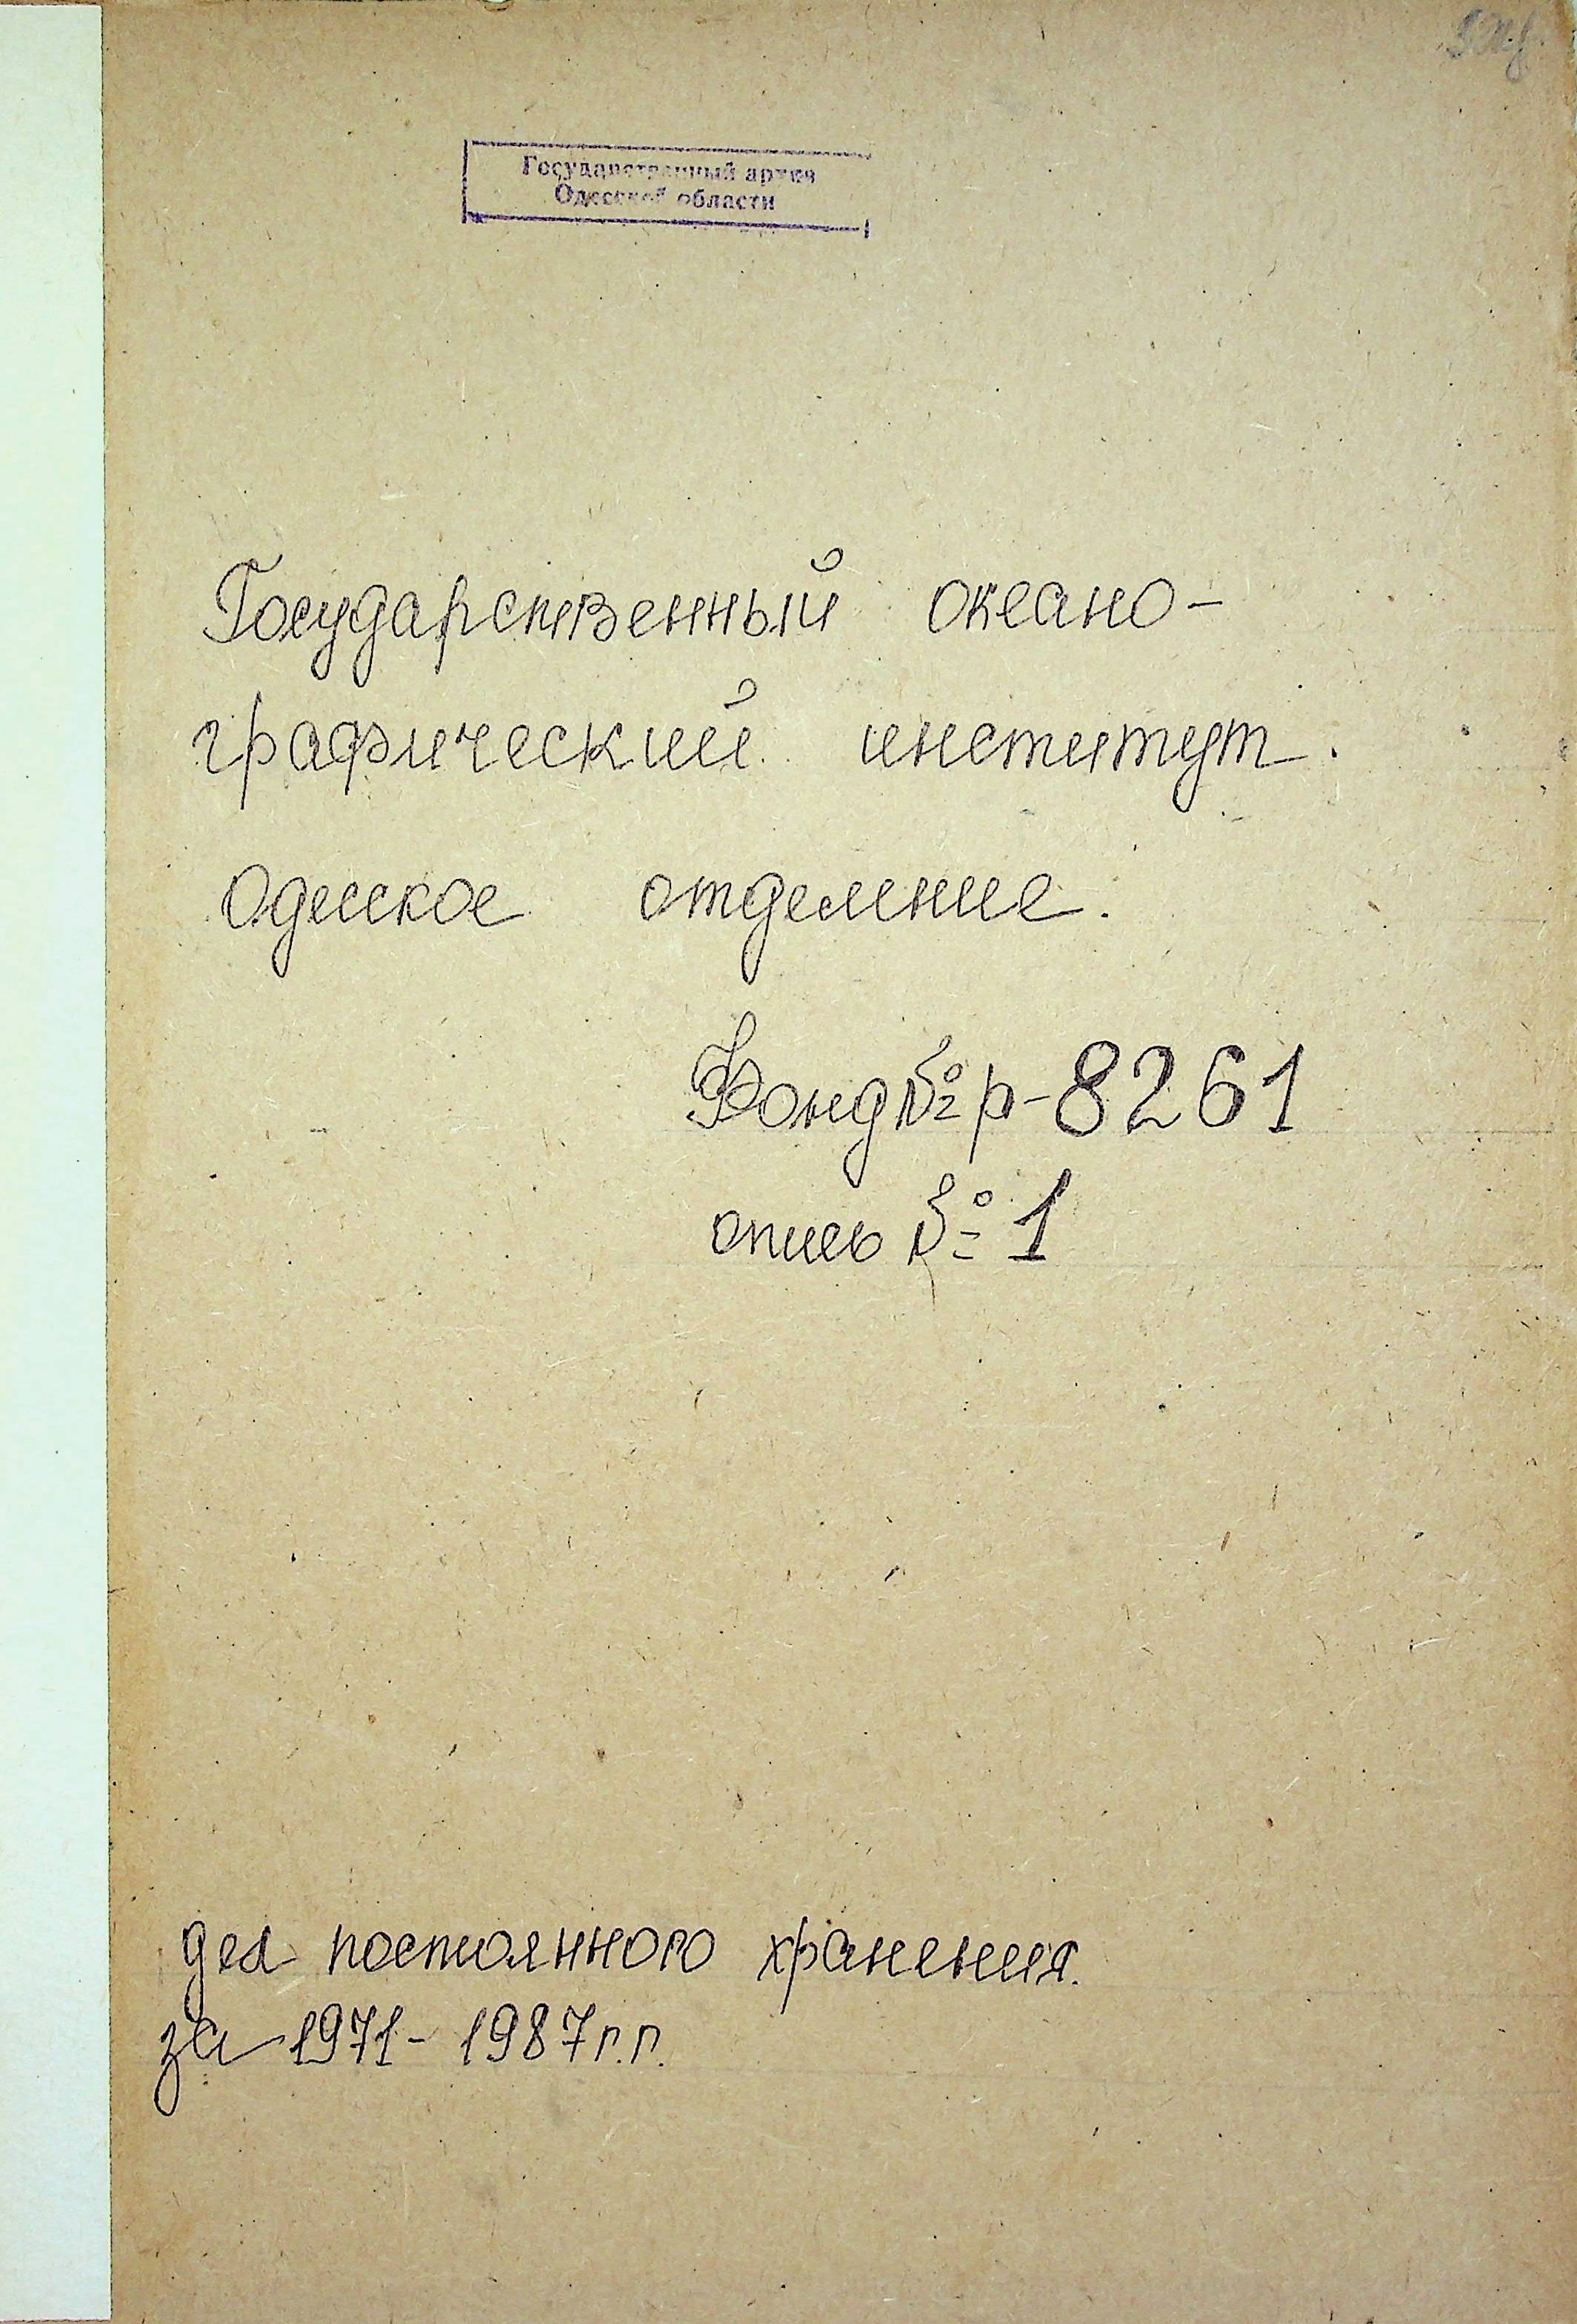 Государственный архив
Одесской области
Государственный океано-
графический институт.
Одесское отделение.
Фонд № р-8261
опись № 1
дел постоянного хранения.
за 1971-1987 г.г.